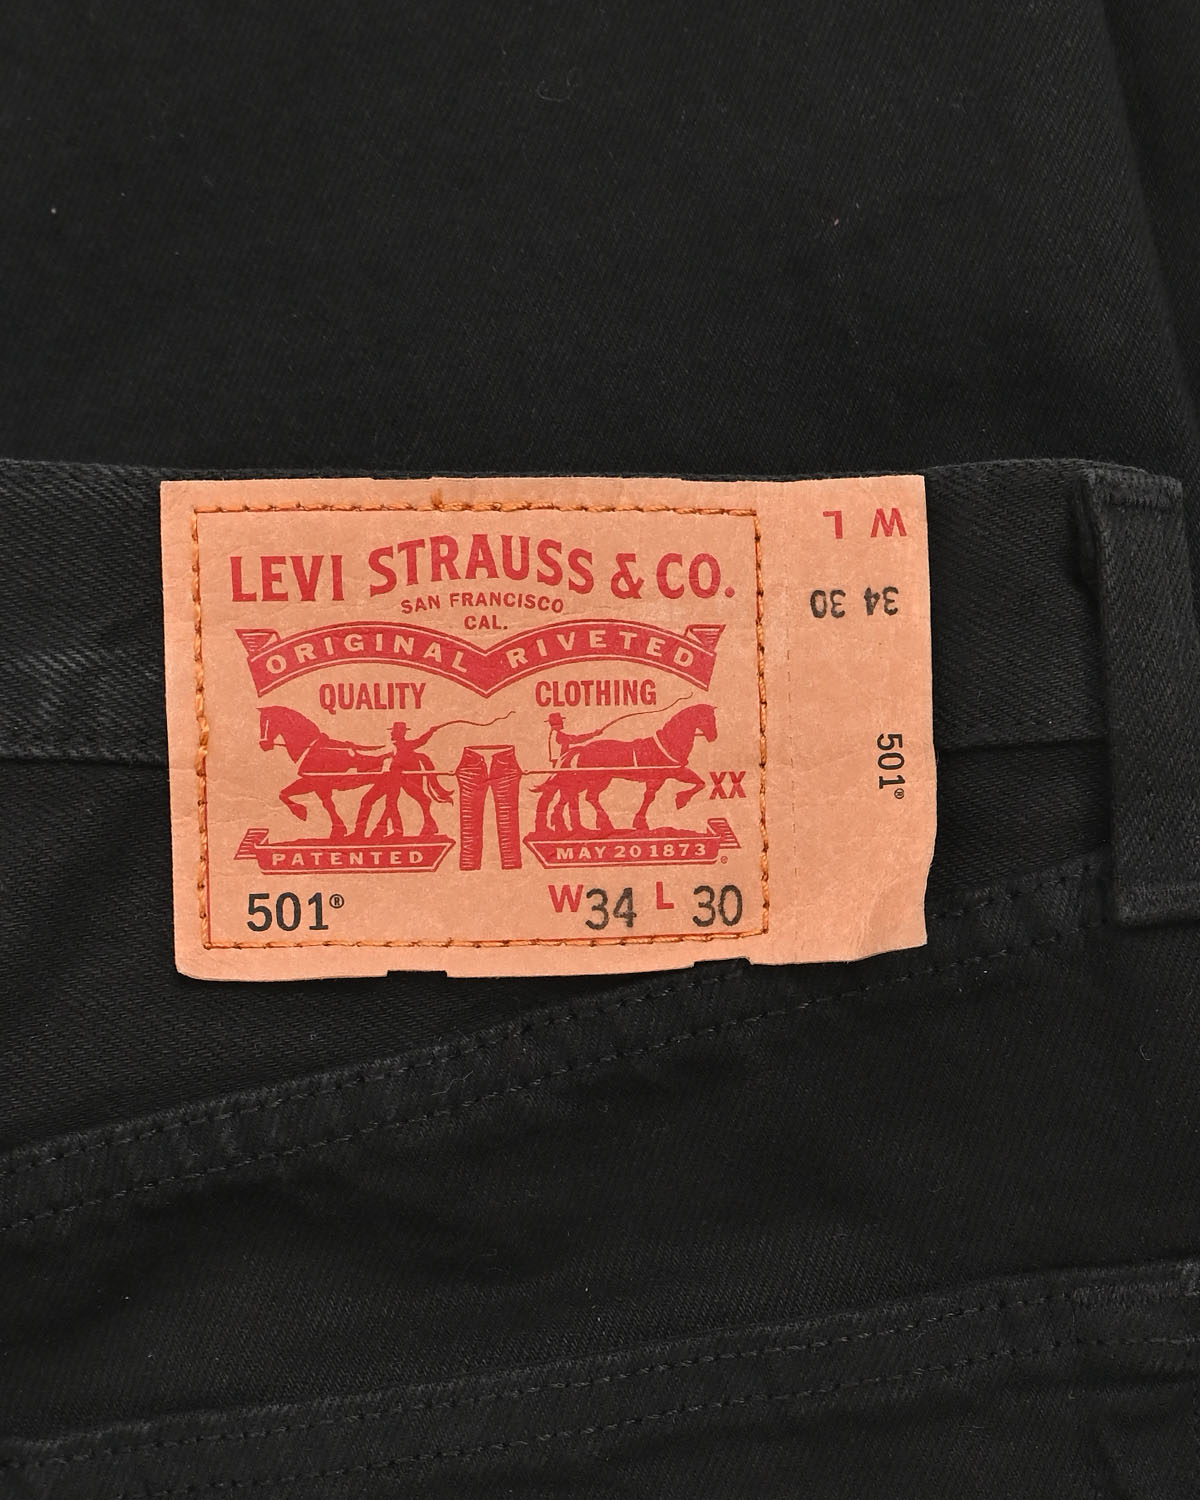 LEVI STRAUSS & CO.
SAN FRANCISCO
CAL.
ORIGINAL RIVETED
QUALITY CLOTHING
XX
PATENTED MAY 20 1873
501® W34 L 30
W L
34 30
501®